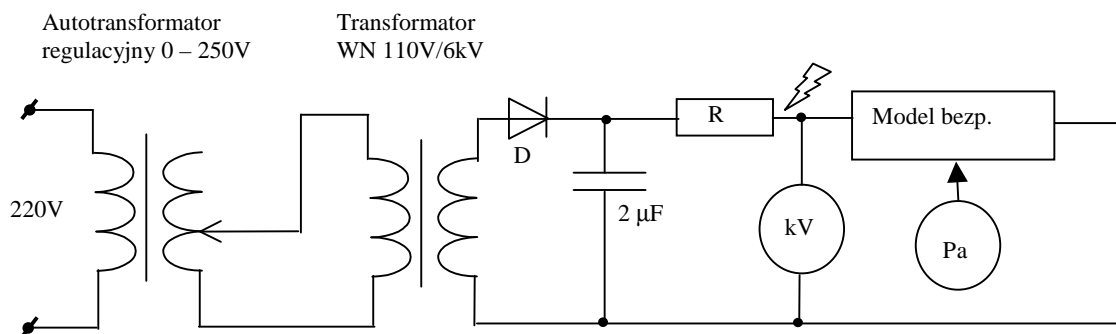 Autotransformator
regulacyjny 0 – 250V
Transformator
WN 110V/6kV
220V
D
2 μF
R
kV
Model bezp.
Pa